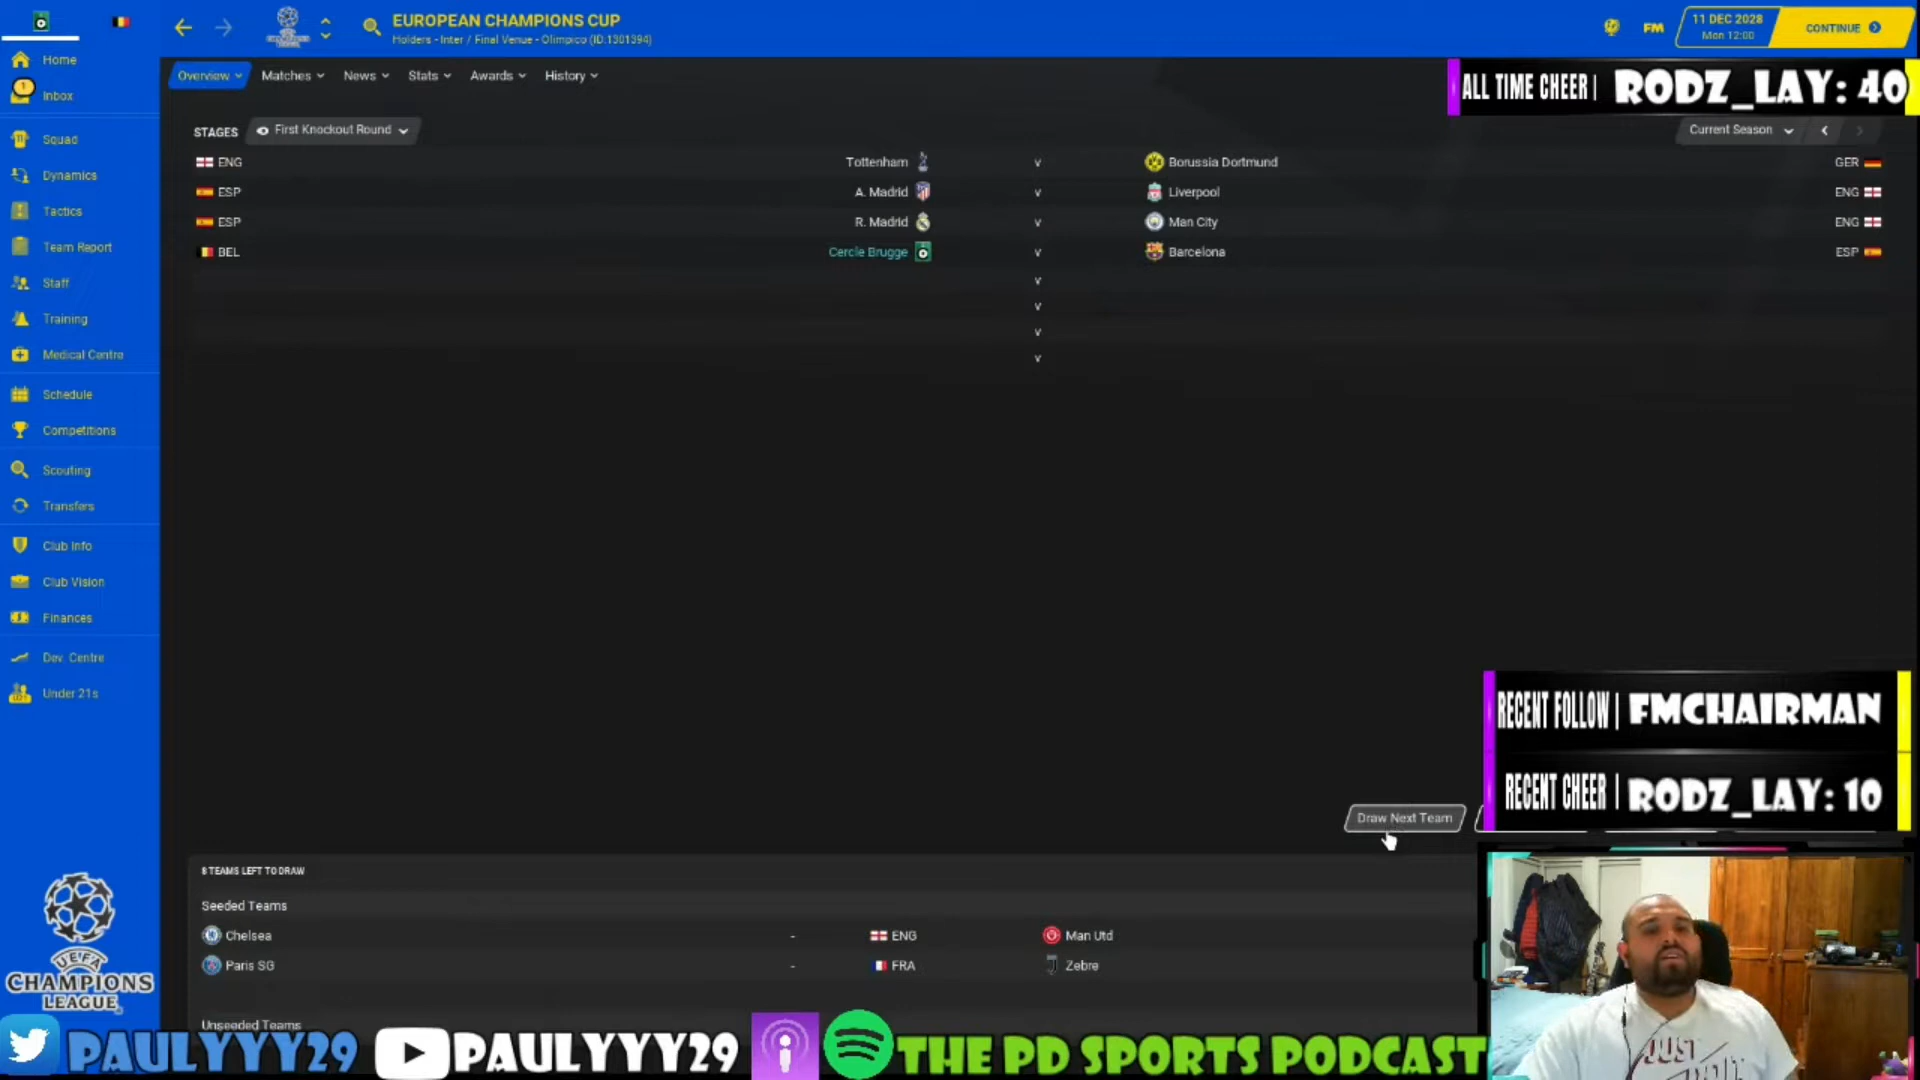 EUROPEAN CHAMPIONS CUP
Holders - Inter / Final Venue - Olimpico (ID:1301394)
FM
11 DEC 2028
Mon 12:00
CONTINUE
Home
1
Inbox
Squad
Dynamics
Tactics
Team Report
Staff
Training
Medical Centre
Schedule
Competitions
Scouting
Transfers
Club Info
Club Vision
Finances
Dev. Centre
Under 21s
Overview
Matches
News
Stats
Awards
History
ALL TIME CHEER | RODZ_LAY: 40
STAGES
First Knockout Round
Current Season
ENG Tottenham v Borussia Dortmund GER
ESP A. Madrid v Liverpool ENG
ESP R. Madrid v Man City ENG
BEL Cercle Brugge v Barcelona ESP
v
v
v
v
RECENT FOLLOW | FMCHAIRMAN
RECENT CHEER | RODZ_LAY: 10
Draw Next Team
8 TEAMS LEFT TO DRAW
Seeded Teams
Chelsea - ENG Man Utd
Paris SG - FRA Zebre
Unseeded Teams
UEFA
CHAMPIONS
LEAGUE
PAULYYY29
PAULYYY29
THE PD SPORTS PODCAST
JUST